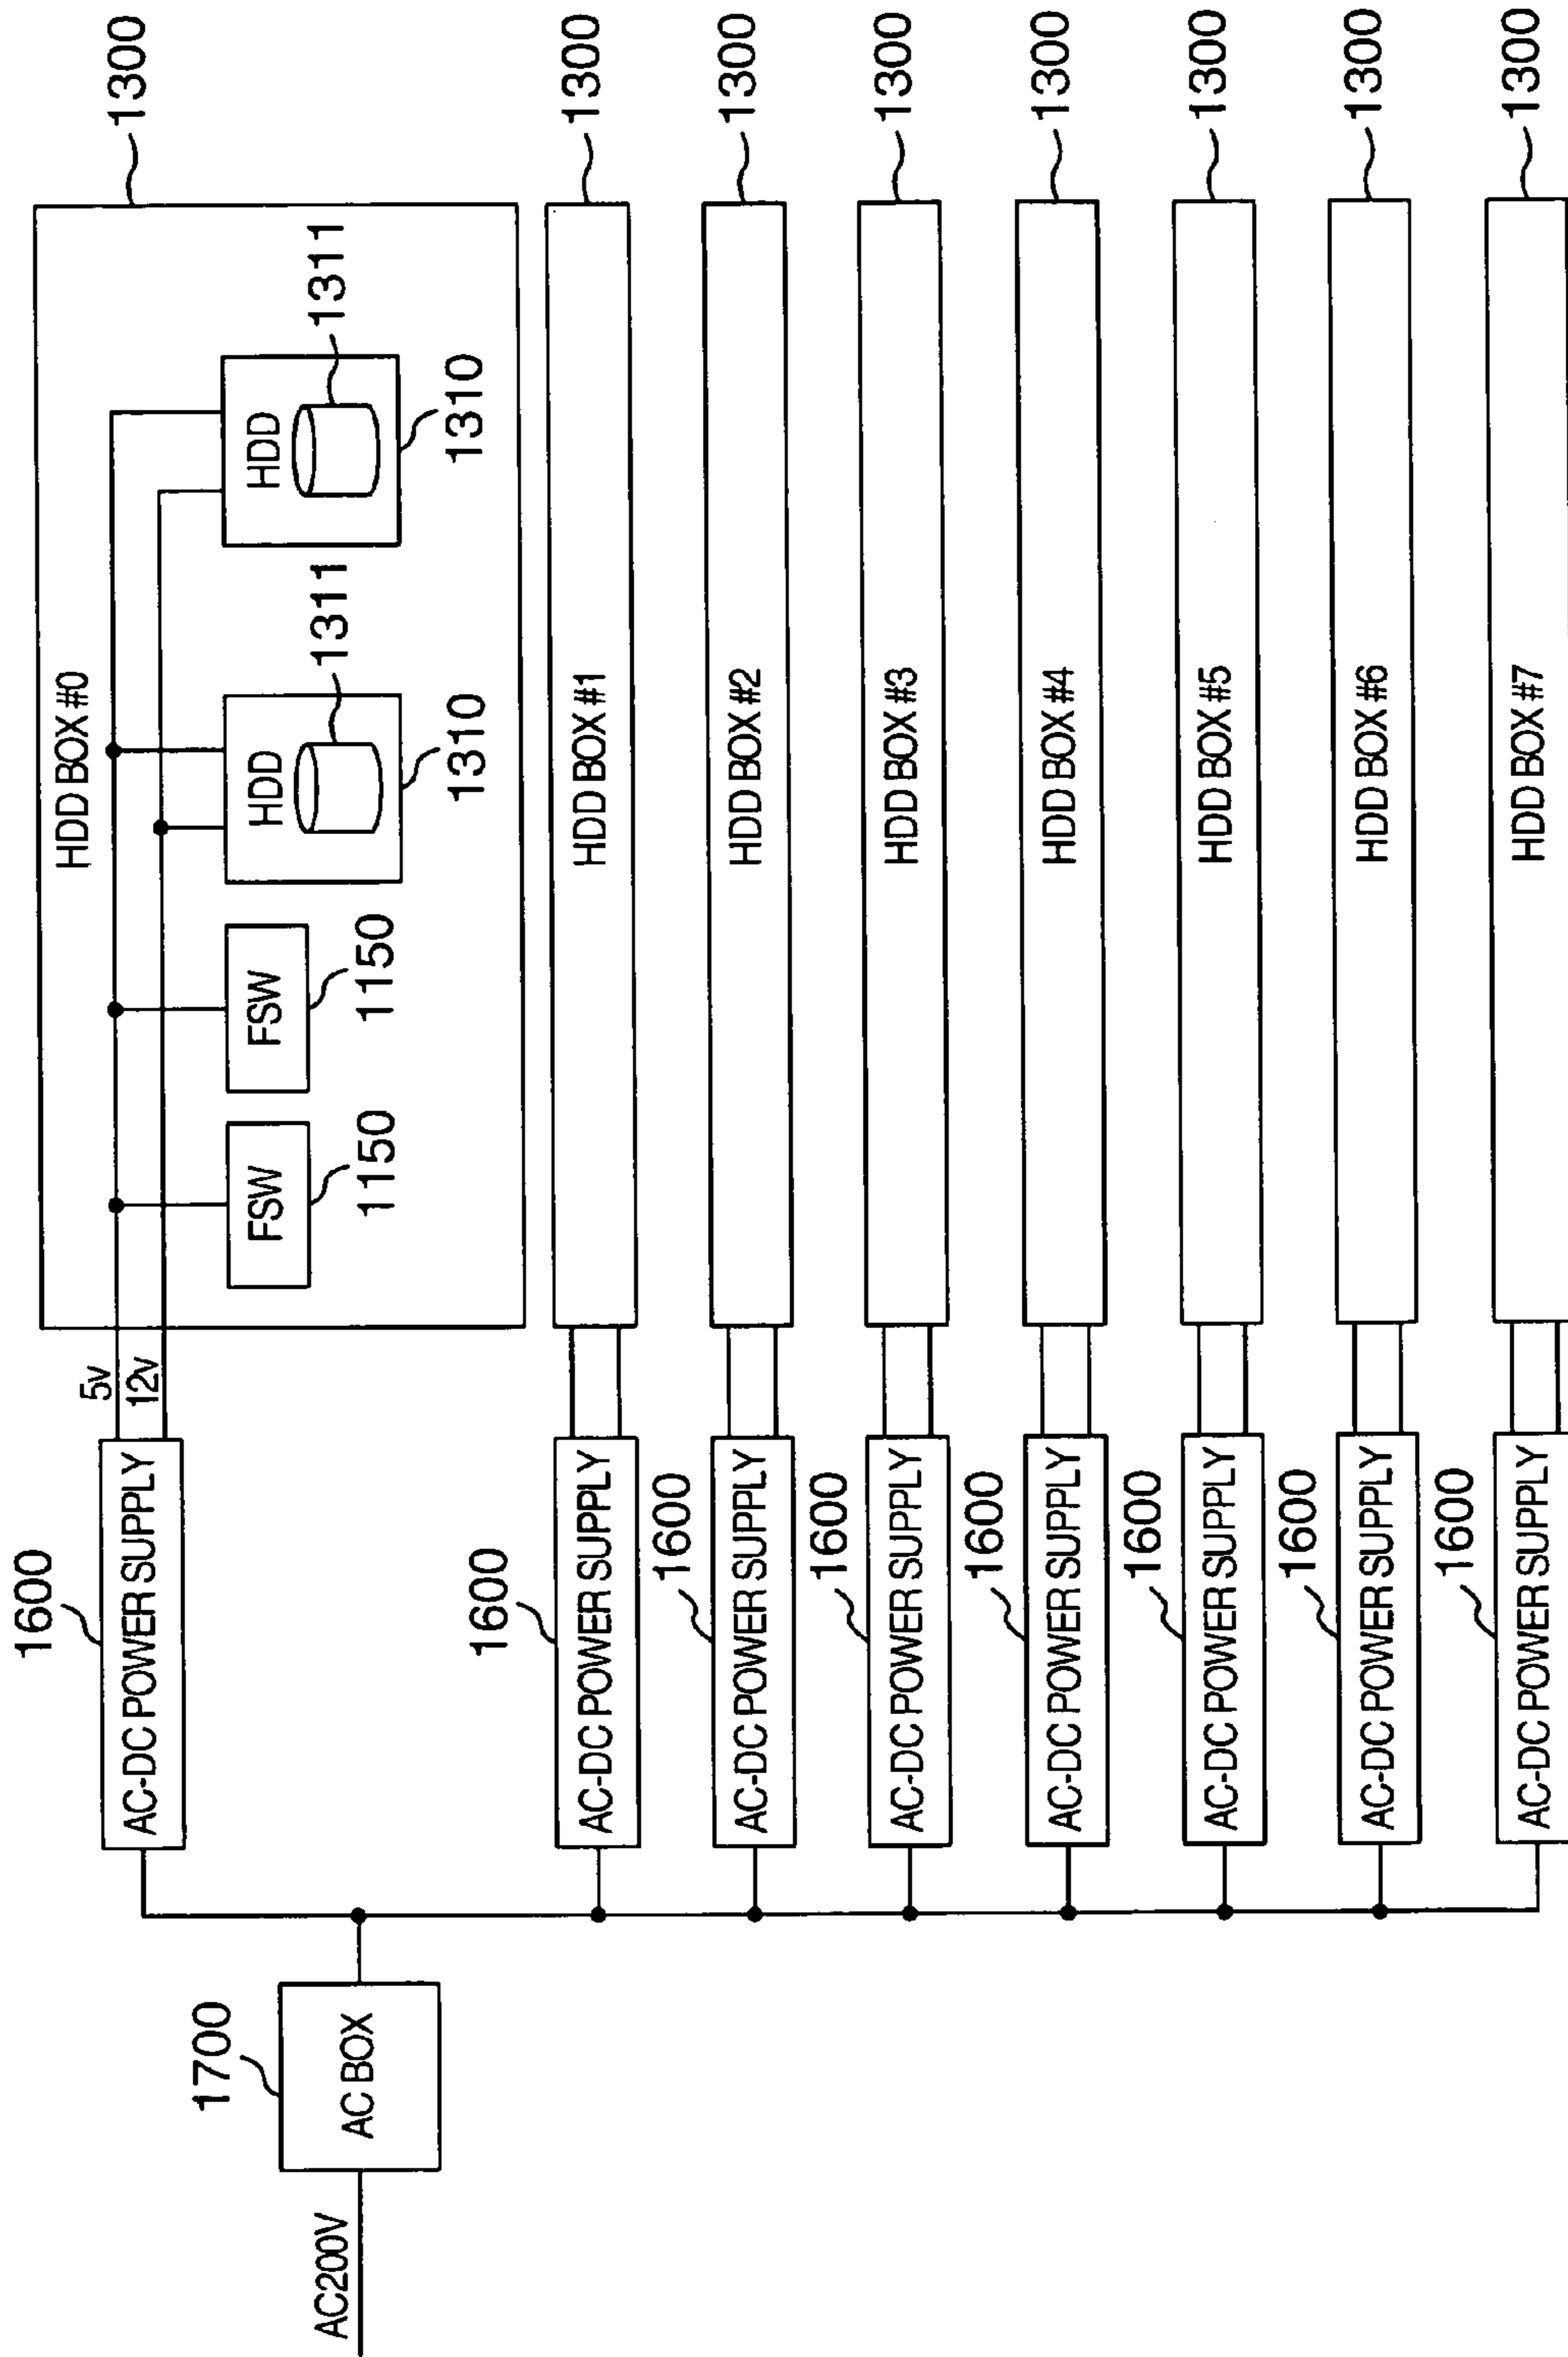 1300
HDD BOX #0
1311
HDD
1310
1311
HDD
1310
FSW
1150
FSW
1150
5v
12v
1600
AC-DC POWER SUPPLY
1700
AC BOX
AC200V
1300
HDD BOX #1
1600
AC-DC POWER SUPPLY
1300
HDD BOX #2
1600
AC-DC POWER SUPPLY
1300
HDD BOX #3
1600
AC-DC POWER SUPPLY
1300
HDD BOX #4
1600
AC-DC POWER SUPPLY
1300
HDD BOX #5
1600
AC-DC POWER SUPPLY
1300
HDD BOX #6
1600
AC-DC POWER SUPPLY
1300
HDD BOX #7
1600
AC-DC POWER SUPPLY